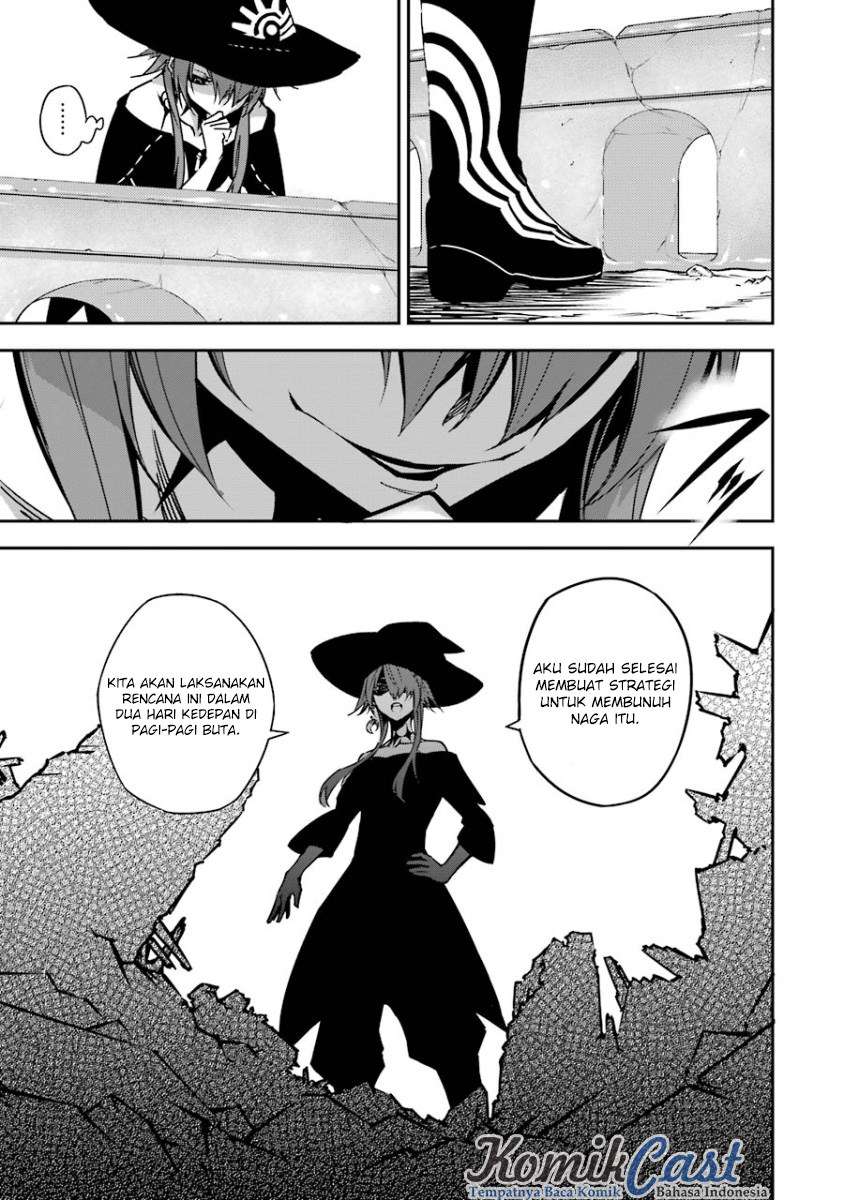 ......
AKU SUDAH SELESAI
MEMBUAT STRATEGI
UNTUK MEMBUNUH
NAGA ITU.
KITA AKAN LAKSANAKAN
RENCANA INI DALAM
DUA HARI KEDEPAN DI
PAGI-PAGI BUTA.
KomikCast
Tempatnya Baca Komik Bahasa Indonesia